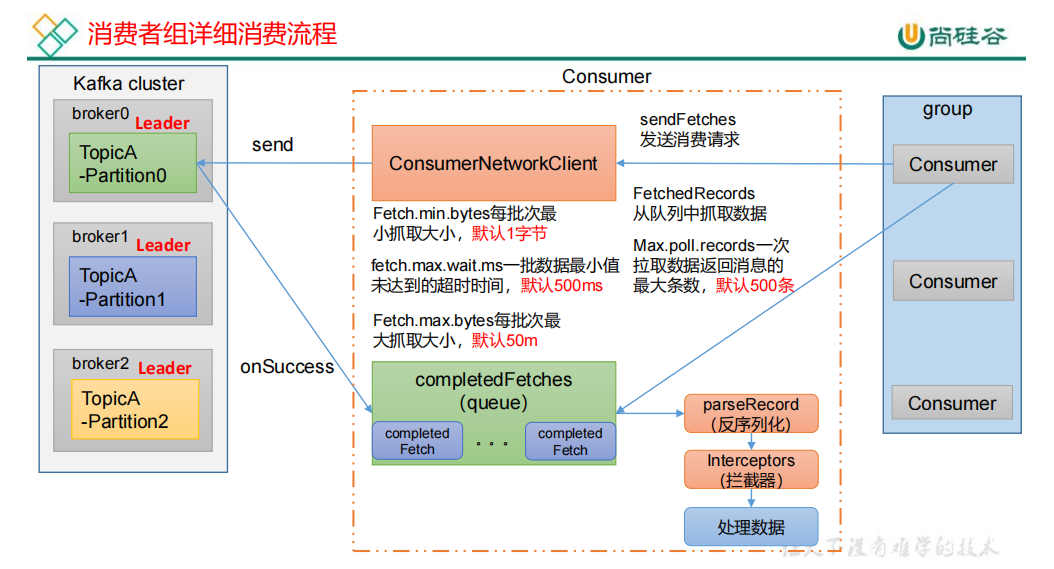 消费者组详细消费流程
尚硅谷
Kafka cluster
broker0
Leader
TopicA
-Partition0
broker1
Leader
TopicA
-Partition1
broker2
Leader
TopicA
-Partition2
send
onSuccess
Consumer
ConsumerNetworkClient
Fetch.min.bytes每批次最
小抓取大小，默认1字节
fetch.max.wait.ms一批数据最小值
未达到的超时时间，默认500ms
Fetch.max.bytes每批次最
大抓取大小，默认50m
completedFetches
（queue）
completed
Fetch
。。。
completed
Fetch
sendFetches
发送消费请求
FetchedRecords
从队列中抓取数据
Max.poll.records一次
拉取数据返回消息的
最大条数，默认500条
parseRecord
（反序列化）
Interceptors
（拦截器）
处理数据
group
Consumer
Consumer
Consumer
下没有难学的技术